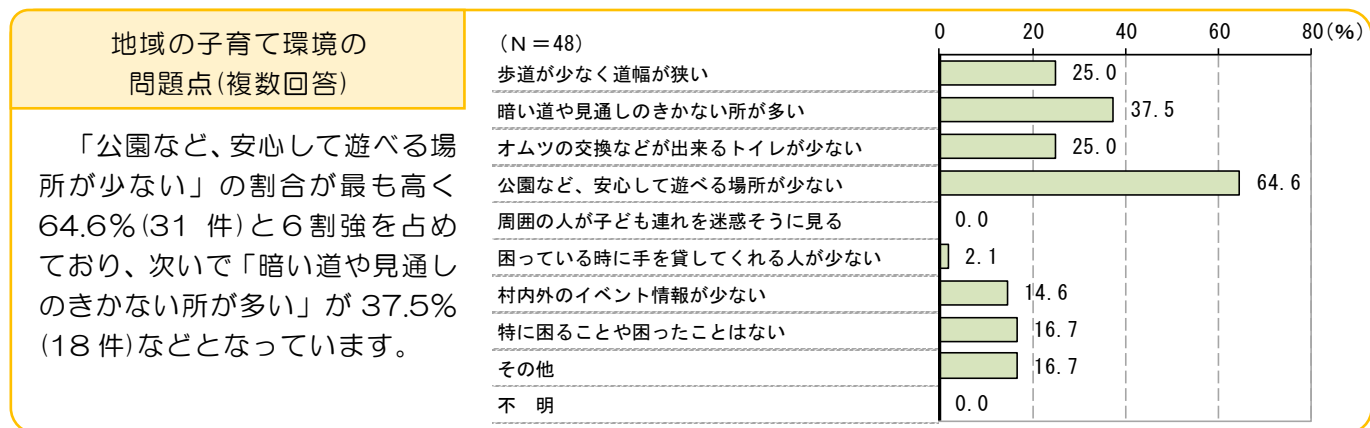 地域の子育て環境の
問題点(複数回答)
「公園など、安心して遊べる場
所が少ない」の割合が最も高く
64.6%(31 件)と6割強を占め
ており、次いで「暗い道や見通し
のきかない所が多い」が 37.5%
(18 件)などとなっています。
(N=48)
0 20 40 60 80(%)
歩道が少なく道幅が狭い 25.0
暗い道や見通しのきかない所が多い 37.5
オムツの交換などが出来るトイレが少ない 25.0
公園など、安心して遊べる場所が少ない 64.6
周囲の人が子ども連れを迷惑そうに見る 0.0
困っている時に手を貸してくれる人が少ない 2.1
村内外のイベント情報が少ない 14.6
特に困ることや困ったことはない 16.7
その他 16.7
不 明 0.0